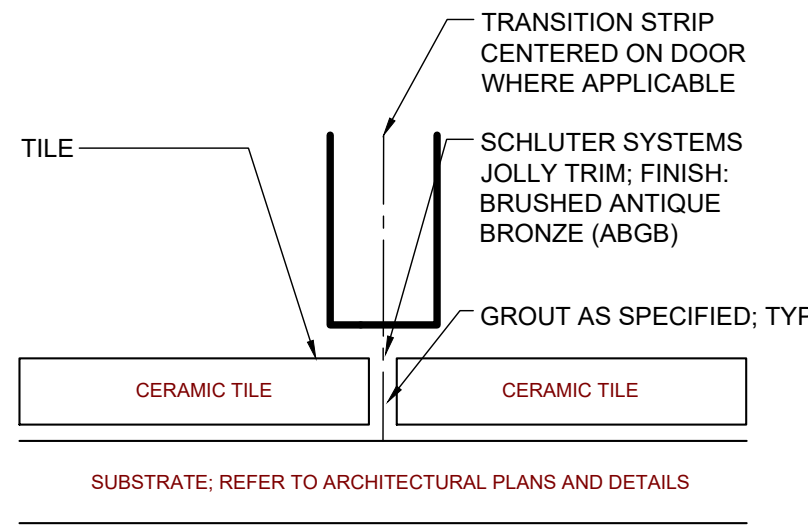 TRANSITION STRIP
CENTERED ON DOOR
WHERE APPLICABLE
TILE
SCHLUTER SYSTEMS
JOLLY TRIM; FINISH:
BRUSHED ANTIQUE
BRONZE (ABGB)
GROUT AS SPECIFIED; TYP
CERAMIC TILE
CERAMIC TILE
SUBSTRATE; REFER TO ARCHITECTURAL PLANS AND DETAILS